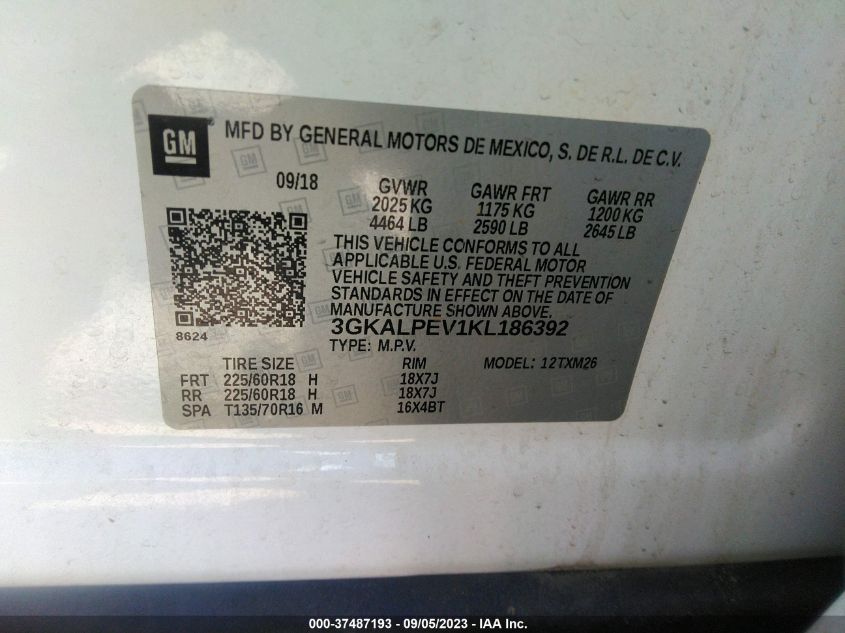 GM
MFD BY GENERAL MOTORS DE MEXICO, S. DE R.L. DE C.V.
09/18 GVWR GAWR FRT GAWR RR
2025 KG 1175 KG 1200 KG
4464 LB 2590 LB 2645 LB
THIS VEHICLE CONFORMS TO ALL
APPLICABLE U.S. FEDERAL MOTOR
VEHICLE SAFETY AND THEFT PREVENTION
STANDARDS IN EFFECT ON THE DATE OF
MANUFACTURE SHOWN ABOVE.
8624 3GKALPEV1KL186392
TYPE: M.P.V. MODEL: 12TXM26
TIRE SIZE RIM
FRT 225/60R18 H 18X7J
RR 225/60R18 H 18X7J
SPA T135/70R16 M 16X4BT
000-37487193 - 09/05/2023 - IAA Inc.